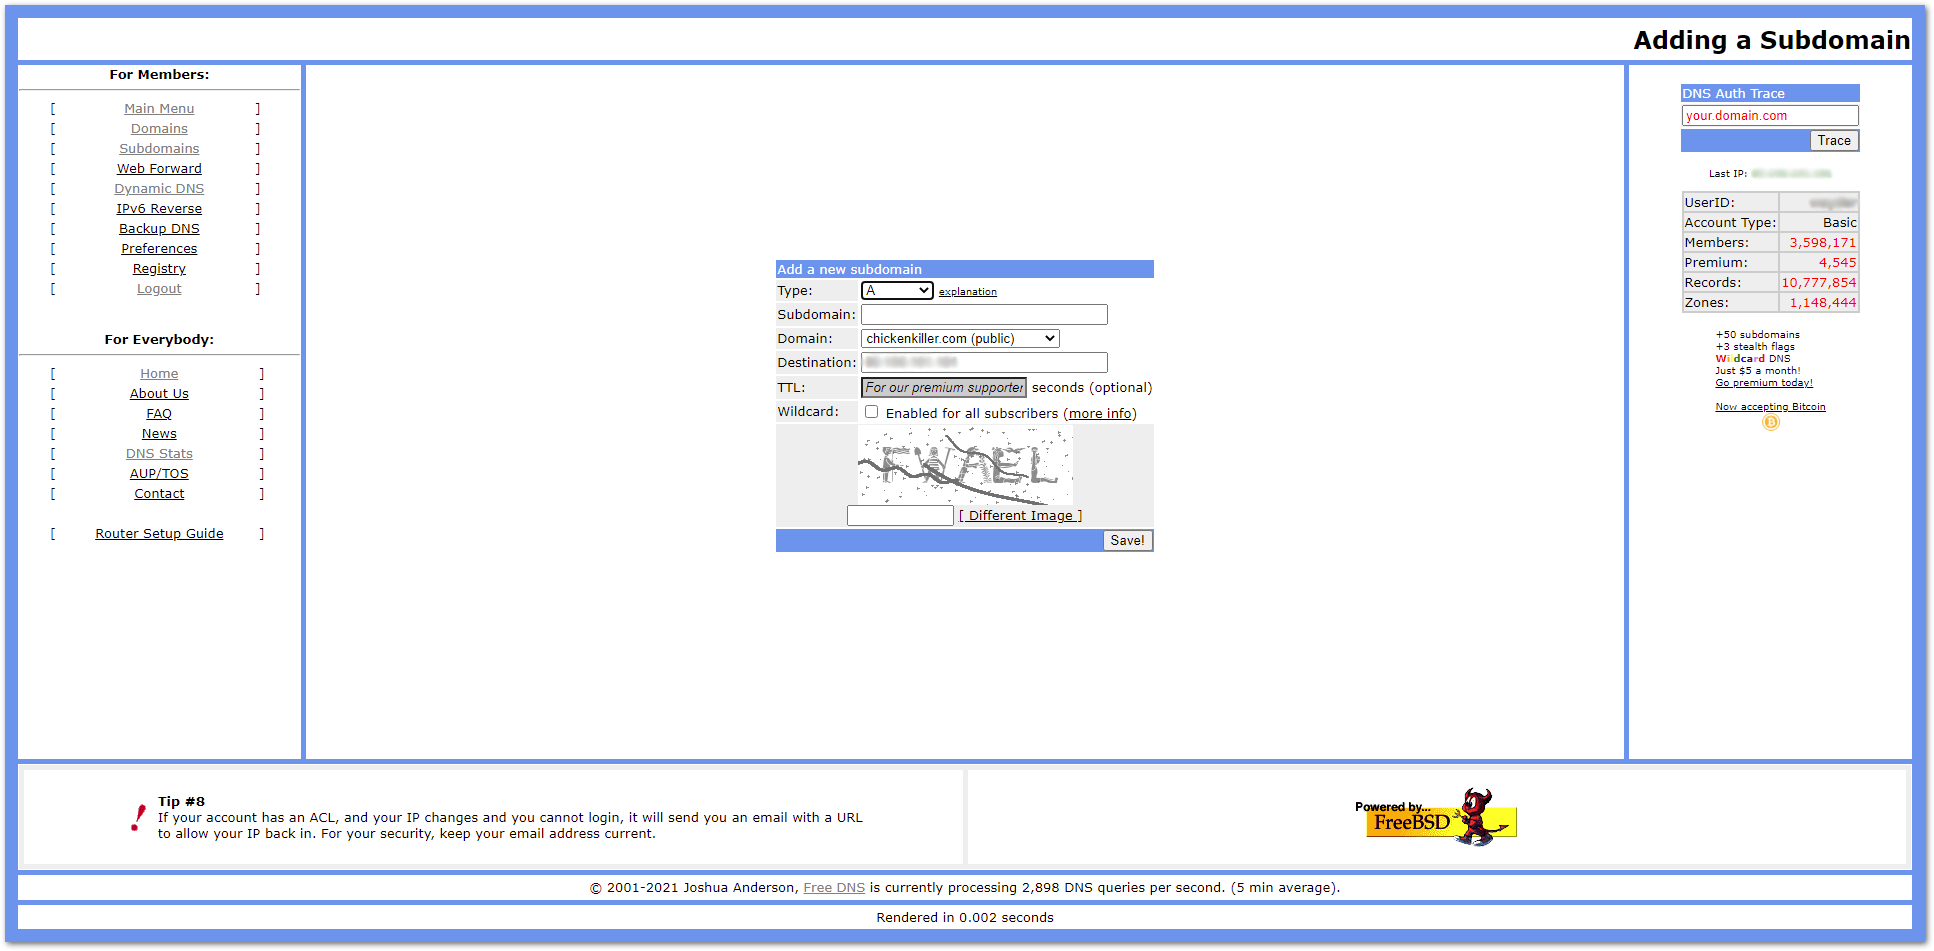 Adding a Subdomain
For Members:
[ Main Menu ]
[ Domains ]
[ Subdomains ]
[ Web Forward ]
[ Dynamic DNS ]
[ IPv6 Reverse ]
[ Backup DNS ]
[ Preferences ]
[ Registry ]
[ Logout ]
For Everybody:
[ Home ]
[ About Us ]
[ FAQ ]
[ News ]
[ DNS Stats ]
[ AUP/TOS ]
[ Contact ]
[ Router Setup Guide ]
Add a new subdomain
Type: A explanation
Subdomain:
Domain: chickenkiller.com (public)
Destination:
TTL: For our premium supporter seconds (optional)
Wildcard: Enabled for all subscribers (more info)
[ Different Image ]
Save!
DNS Auth Trace
your.domain.com
Trace
Last IP:
UserID:
Account Type: Basic
Members: 3,598,171
Premium: 4,545
Records: 10,777,854
Zones: 1,148,444
+50 subdomains
+3 stealth flags
Wildcard DNS
Just $5 a month!
Go premium today!
Now accepting Bitcoin
Tip #8
If your account has an ACL, and your IP changes and you cannot login, it will send you an email with a URL
to allow your IP back in. For your security, keep your email address current.
Powered by...
FreeBSD
© 2001-2021 Joshua Anderson, Free DNS is currently processing 2,898 DNS queries per second. (5 min average).
Rendered in 0.002 seconds